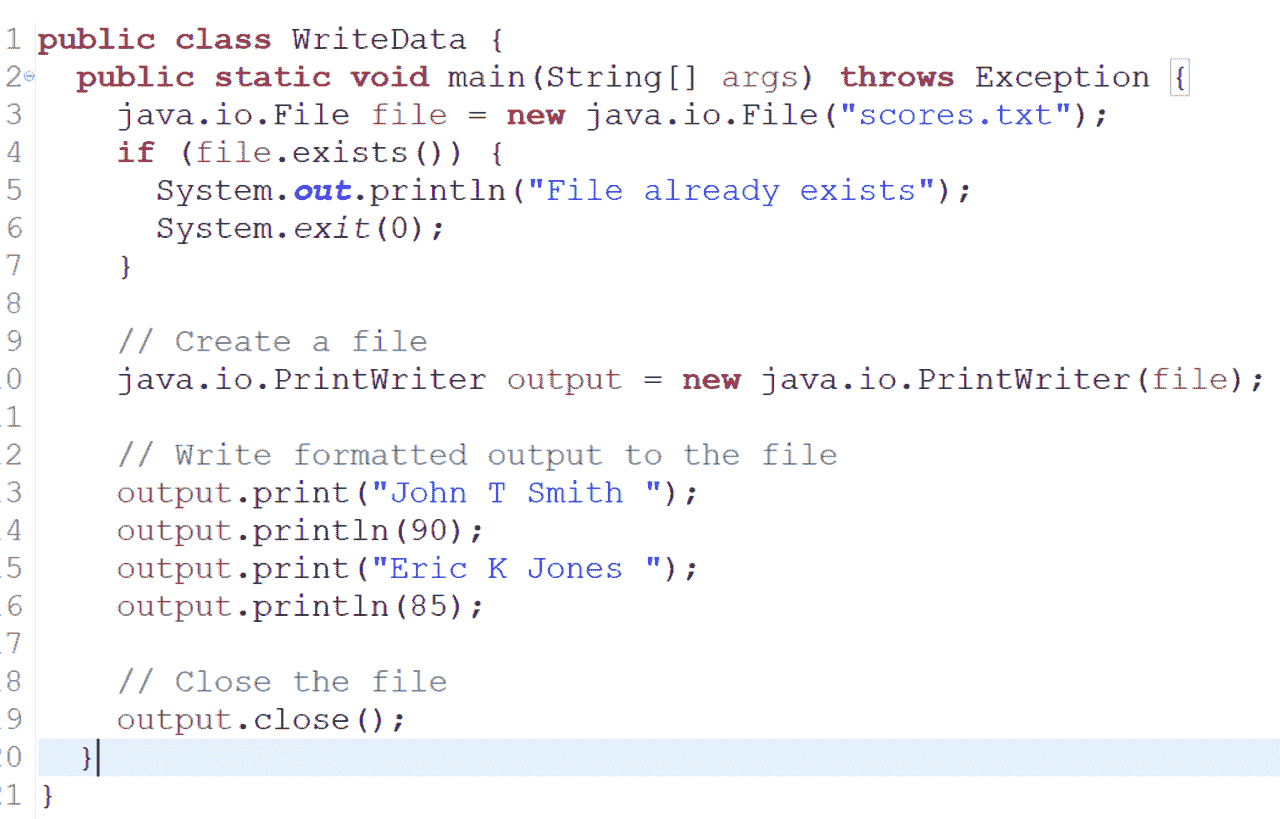 1 public class WriteData {
2 public static void main(String[] args) throws Exception {
3 java.io.File file = new java.io.File("scores.txt");
4 if (file.exists()) {
5 System.out.println("File already exists");
6 System.exit(0);
7 }
8
9 // Create a file
0 java.io.PrintWriter output = new java.io.PrintWriter(file);
1
2 // Write formatted output to the file
3 output.print("John T Smith ");
4 output.println(90);
5 output.print("Eric K Jones ");
6 output.println(85);
7
8 // Close the file
9 output.close();
20 }
21 }